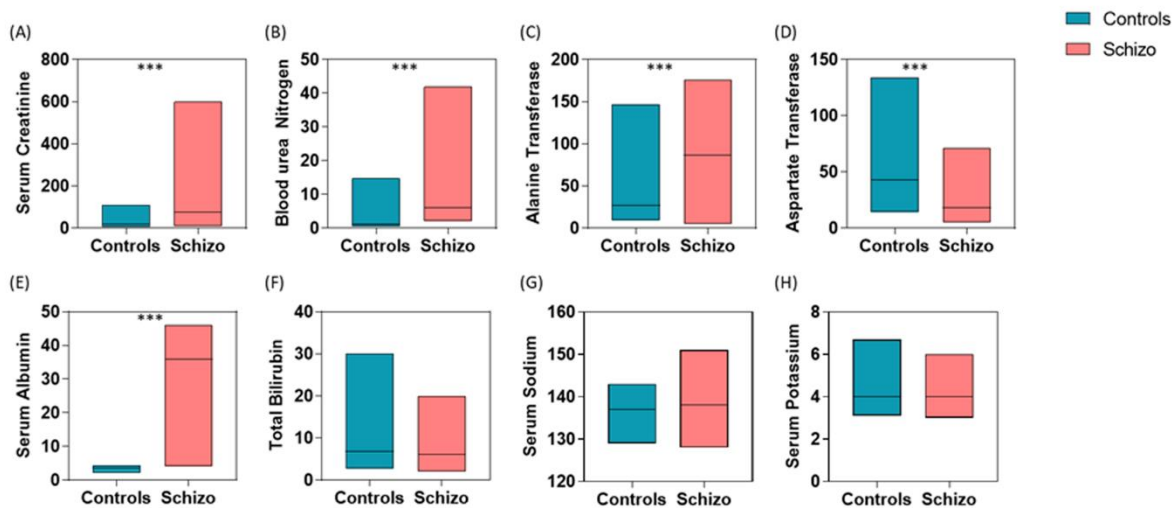 Controls
Schizo
(A)
Serum Creatinine
800
600
400
200
0
***
Controls Schizo
(B)
Blood urea Nitrogen
50
40
30
20
10
0
***
Controls Schizo
(C)
Alanine Transferase
200
150
100
50
0
***
Controls Schizo
(D)
Aspartate Transferase
150
100
50
0
***
Controls Schizo
(E)
Serum Albumin
50
40
30
20
10
0
***
Controls Schizo
(F)
Total Bilirubin
40
30
20
10
0
Controls Schizo
(G)
Serum Sodium
160
150
140
130
120
Controls Schizo
(H)
Serum Potassium
8
6
4
2
0
Controls Schizo